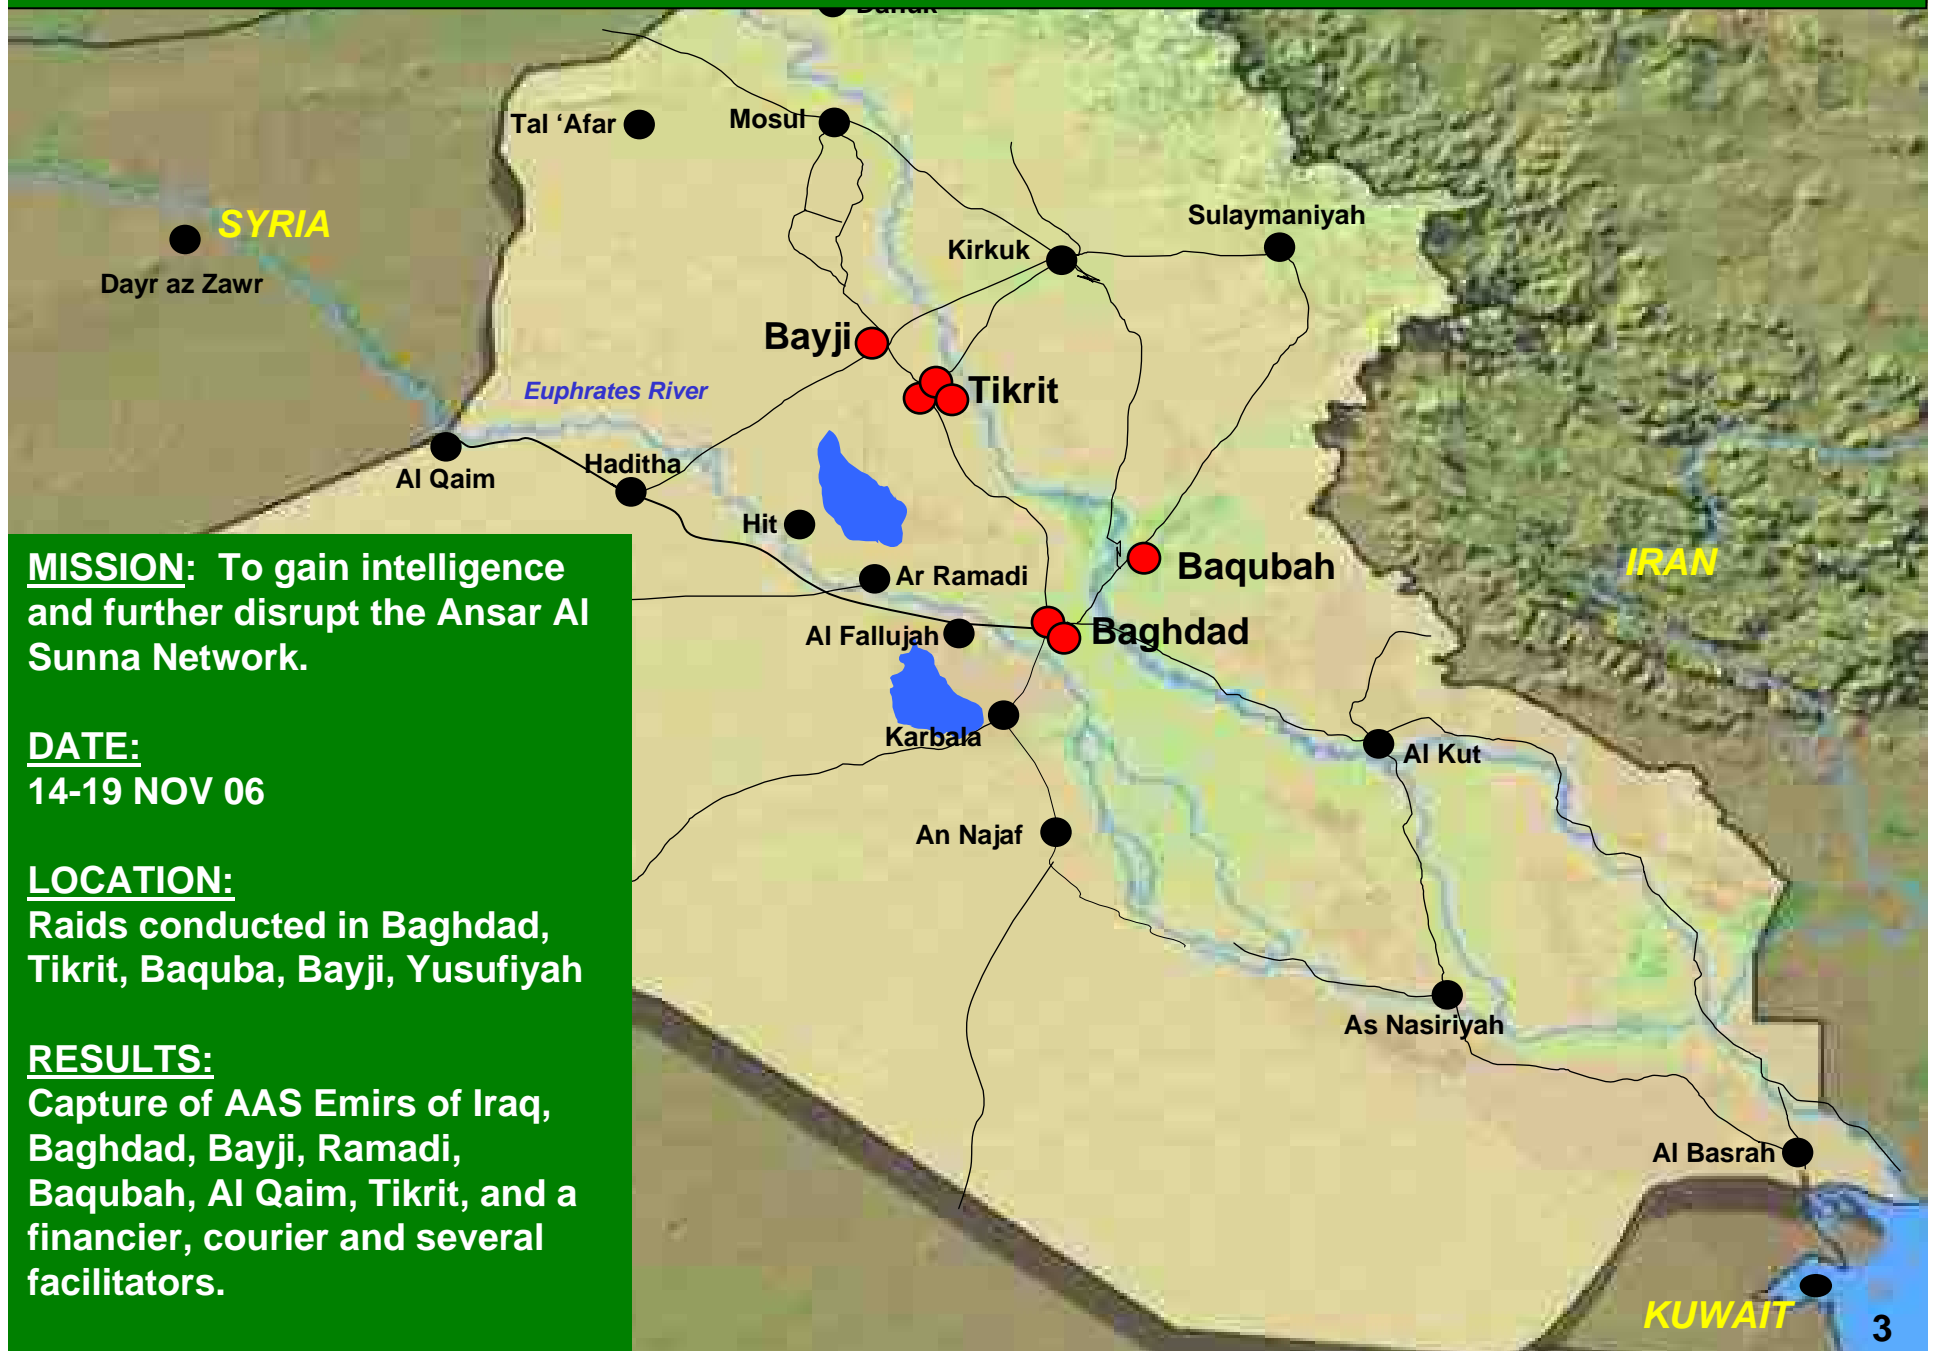 Dahuk
Tal ‘Afar
Mosul
SYRIA
Sulaymaniyah
Kirkuk
Dayr az Zawr
Bayji
Euphrates River
Tikrit
Al Qaim
Haditha
Hit
Baqubah
IRAN
Ar Ramadi
Al Fallujah
Baghdad
Karbala
Al Kut
An Najaf
As Nasiriyah
Al Basrah
KUWAIT
MISSION: To gain intelligence
and further disrupt the Ansar Al
Sunna Network.
DATE:
14-19 NOV 06
LOCATION:
Raids conducted in Baghdad,
Tikrit, Baquba, Bayji, Yusufiyah
RESULTS:
Capture of AAS Emirs of Iraq,
Baghdad, Bayji, Ramadi,
Baqubah, Al Qaim, Tikrit, and a
financier, courier and several
facilitators.
3